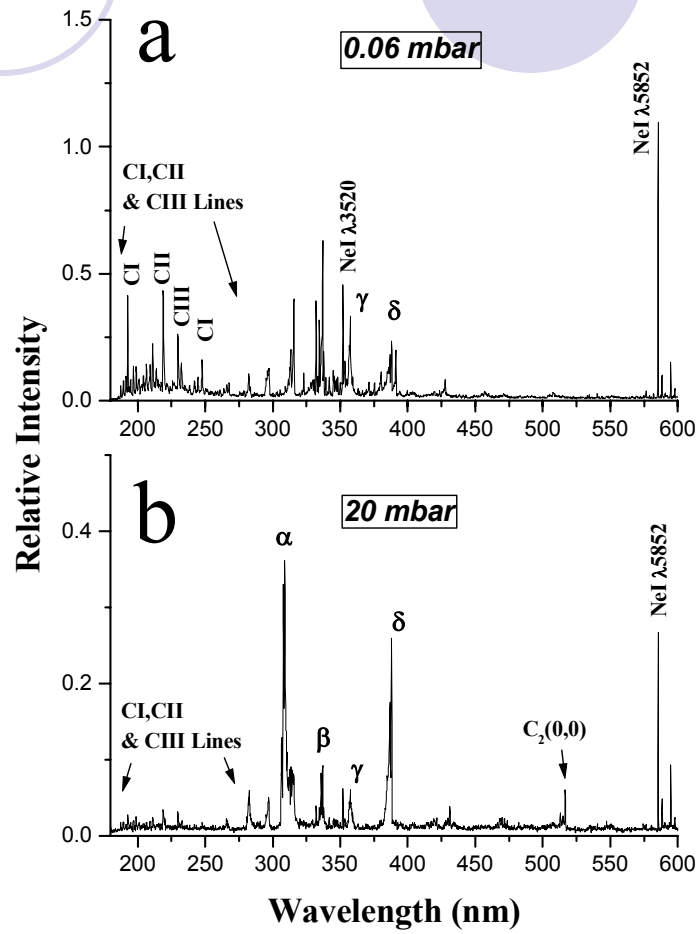 a
0.06 mbar
1.5
1.0
0.5
0.0
CI,CII
& CIII Lines
CI
CII
CIII
CI
NeI λ3520
γ
δ
NeI λ5852
200 250 300 350 400 450 500 550 600
b
20 mbar
0.4
0.2
0.0
CI,CII
& CIII Lines
α
β
γ
δ
C₂(0,0)
NeI λ5852
200 250 300 350 400 450 500 550 600
Relative Intensity
Wavelength (nm)